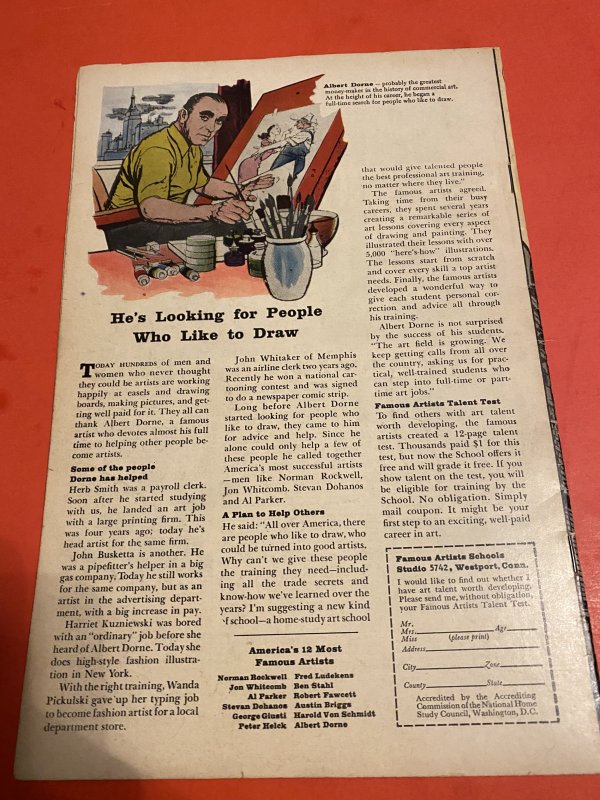 Albert Dorne — probably the greatest
money-maker in the history of commercial art.
At the height of his career, he began a
full-time search for people who like to draw.
He's Looking for People
Who Like to Draw
TODAY HUNDREDS of men and
women who never thought
they could be artists are working
happily at easels and drawing
boards, making pictures, and get-
ting well paid for it. They all can
thank Albert Dorne, a famous
artist who devotes almost his full
time to helping other people be-
come artists.
Some of the people
Dorne has helped
Herb Smith was a payroll clerk.
Soon after he started studying
with us, he landed an art job
with a large printing firm. This
was four years ago; today he's
head artist for the same firm.
John Busketta is another. He
was a pipefitter's helper in a big
gas company. Today he still works
for the same company, but as an
artist in the advertising depart-
ment, with a big increase in pay.
Harriet Kuzniewski was bored
with an "ordinary" job before she
heard of Albert Dorne. Today she
does high-style fashion illustra-
tion in New York.
With the right training, Wanda
Pickulski gave up her typing job
to become fashion artist for a local
department store.
John Whitaker of Memphis
was an airline clerk two years ago.
Recently he won a national car-
tooning contest and was signed
to do a newspaper comic strip.
Long before Albert Dorne
started looking for people who
like to draw, they came to him
for advice and help. Since he
alone could only help a few of
these people he called together
America's most successful artists
—men like Norman Rockwell,
Jon Whitcomb, Stevan Dohanos
and Al Parker.
A Plan to Help Others
He said: "All over America, there
are people who like to draw, who
could be turned into good artists.
Why can't we give these people
the training they need—includ-
ing all the trade secrets and
know-how we've learned over the
years? I'm suggesting a new kind
of school—a home-study art school
America's 12 Most
Famous Artists
Norman Rockwell Fred Ludekens
Jon Whitcomb Ben Stahl
Al Parker Robert Fawcett
Stevan Dohanos Austin Briggs
George Giusti Harold Von Schmidt
Peter Helck Albert Dorne
that would give talented people
the best professional art training,
no matter where they live."
The famous artists agreed.
Taking time from their busy
careers, they spent several years
creating a remarkable series of
art lessons covering every aspect
of drawing and painting. They
illustrated their lessons with over
5,000 "here's-how" illustrations.
The lessons start from scratch
and cover every skill a top artist
needs. Finally, the famous artists
developed a wonderful way to
give each student personal cor-
rection and advice all through
his training.
Albert Dorne is not surprised
by the success of his students.
"The art field is growing. We
keep getting calls from all over
the country, asking us for prac-
tical, well-trained students who
can step into full-time or part-
time art jobs."
Famous Artists Talent Test
To find others with art talent
worth developing, the famous
artists created a 12-page talent
test. Thousands paid $1 for this
test, but now the School offers it
free and will grade it free. If you
show talent on the test, you will
be eligible for training by the
School. No obligation. Simply
mail coupon. It might be your
first step to an exciting, well-paid
career in art.
Famous Artists Schools
Studio 5742, Westport, Conn.
I would like to find out whether I
have art talent worth developing.
Please send me, without obligation,
your Famous Artists Talent Test.
Mr.
Mrs. Age
Miss (please print)
Address
City Zone
County State
Accredited by the Accrediting
Commission of the National Home
Study Council, Washington, D.C.